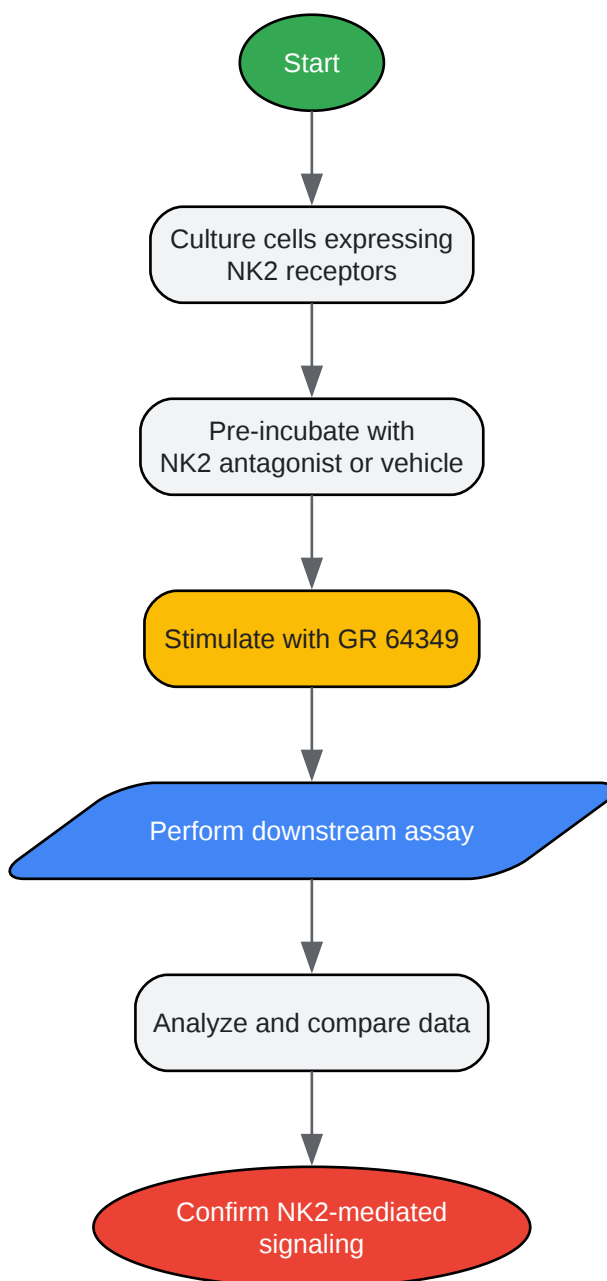 Start
Culture cells expressing
NK2 receptors
Pre-incubate with
NK2 antagonist or vehicle
Stimulate with GR 64349
Perform downstream assay
Analyze and compare data
Confirm NK2-mediated
signaling